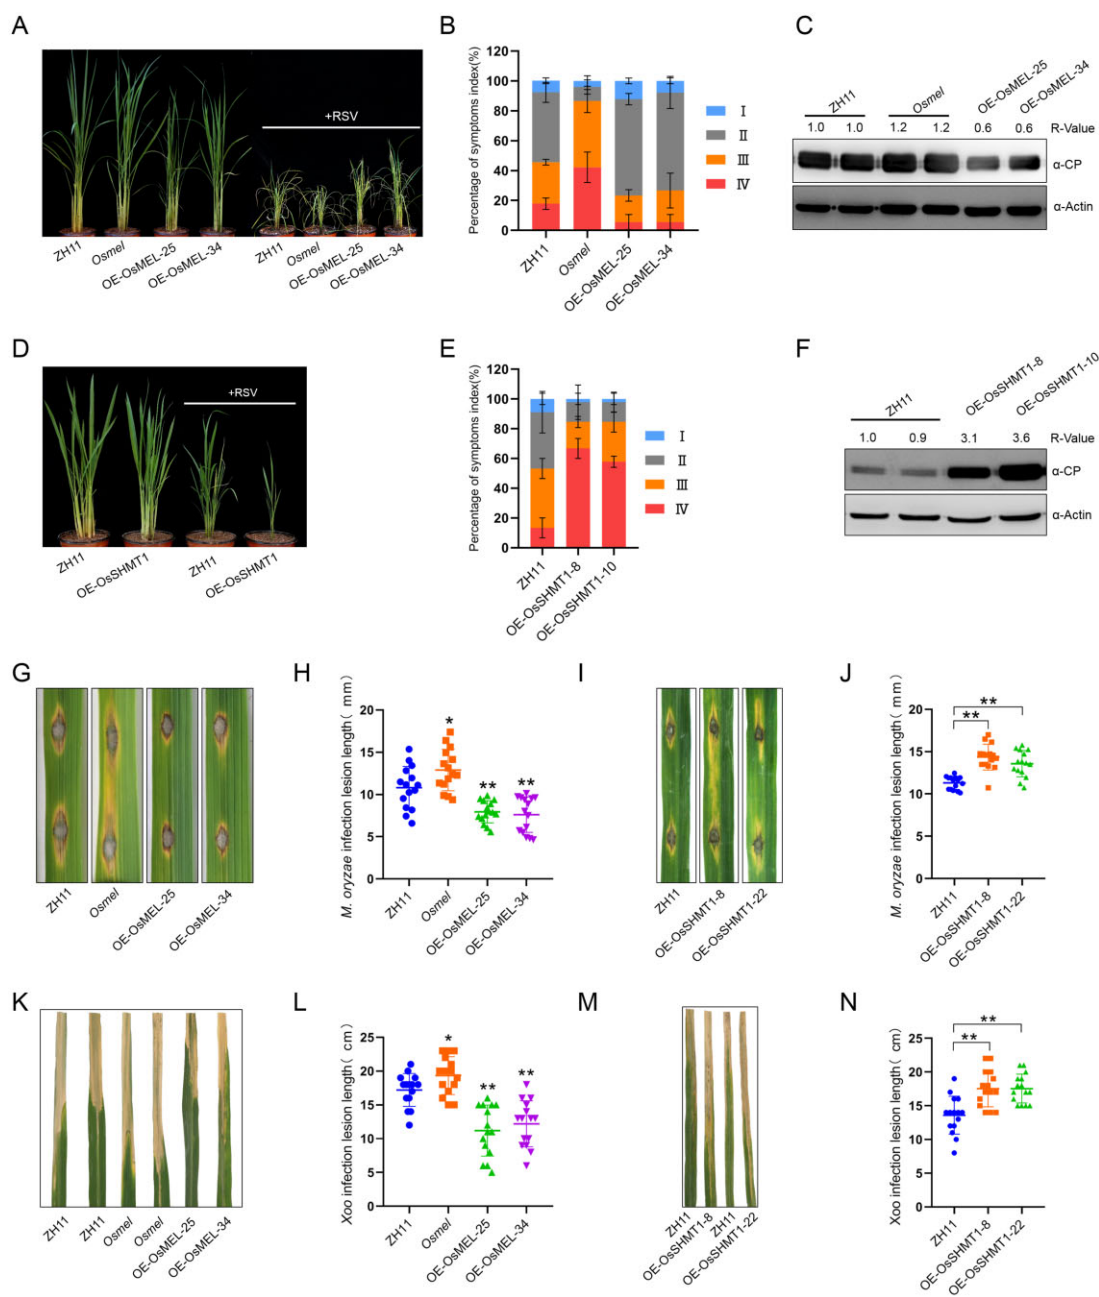 A
+RSV
ZH11
Osmel
OE-OsMEL-25
OE-OsMEL-34
ZH11
Osmel
OE-OsMEL-25
OE-OsMEL-34
B
Percentage of symptoms index(%)
120
100
80
60
40
20
0
ZH11
Osmel
OE-OsMEL-25
OE-OsMEL-34
I
II
III
IV
C
ZH11
Osmel
OE-OsMEL-25
OE-OsMEL-34
1.0 1.0 1.2 1.2 0.6 0.6 R-Value
α-CP
α-Actin
D
+RSV
ZH11
OE-OsSHMT1
ZH11
OE-OsSHMT1
E
Percentage of symptoms index(%)
120
100
80
60
40
20
0
ZH11
OE-OsSHMT1-8
OE-OsSHMT1-10
I
II
III
IV
F
ZH11
OE-OsSHMT1-8
OE-OsSHMT1-10
1.0 0.9 3.1 3.6 R-Value
α-CP
α-Actin
G
ZH11
Osmel
OE-OsMEL-25
OE-OsMEL-34
H
M. oryzae infection lesion length( mm)
20
15
10
5
0
*
**
**
ZH11
Osmel
OE-OsMEL-25
OE-OsMEL-34
I
ZH11
OE-OsSHMT1-8
OE-OsSHMT1-22
J
M. oryzae infection lesion length( mm)
20
15
10
5
0
**
**
ZH11
OE-OsSHMT1-8
OE-OsSHMT1-22
K
ZH11
ZH11
Osmel
Osmel
OE-OsMEL-25
OE-OsMEL-34
L
Xoo infection lesion length( cm)
25
20
15
10
5
0
*
**
**
ZH11
Osmel
OE-OsMEL-25
OE-OsMEL-34
M
ZH11
OE-OsSHMT1-8
ZH11
OE-OsSHMT1-22
N
Xoo infection lesion length( cm)
25
20
15
10
5
0
**
**
ZH11
OE-OsSHMT1-8
OE-OsSHMT1-22